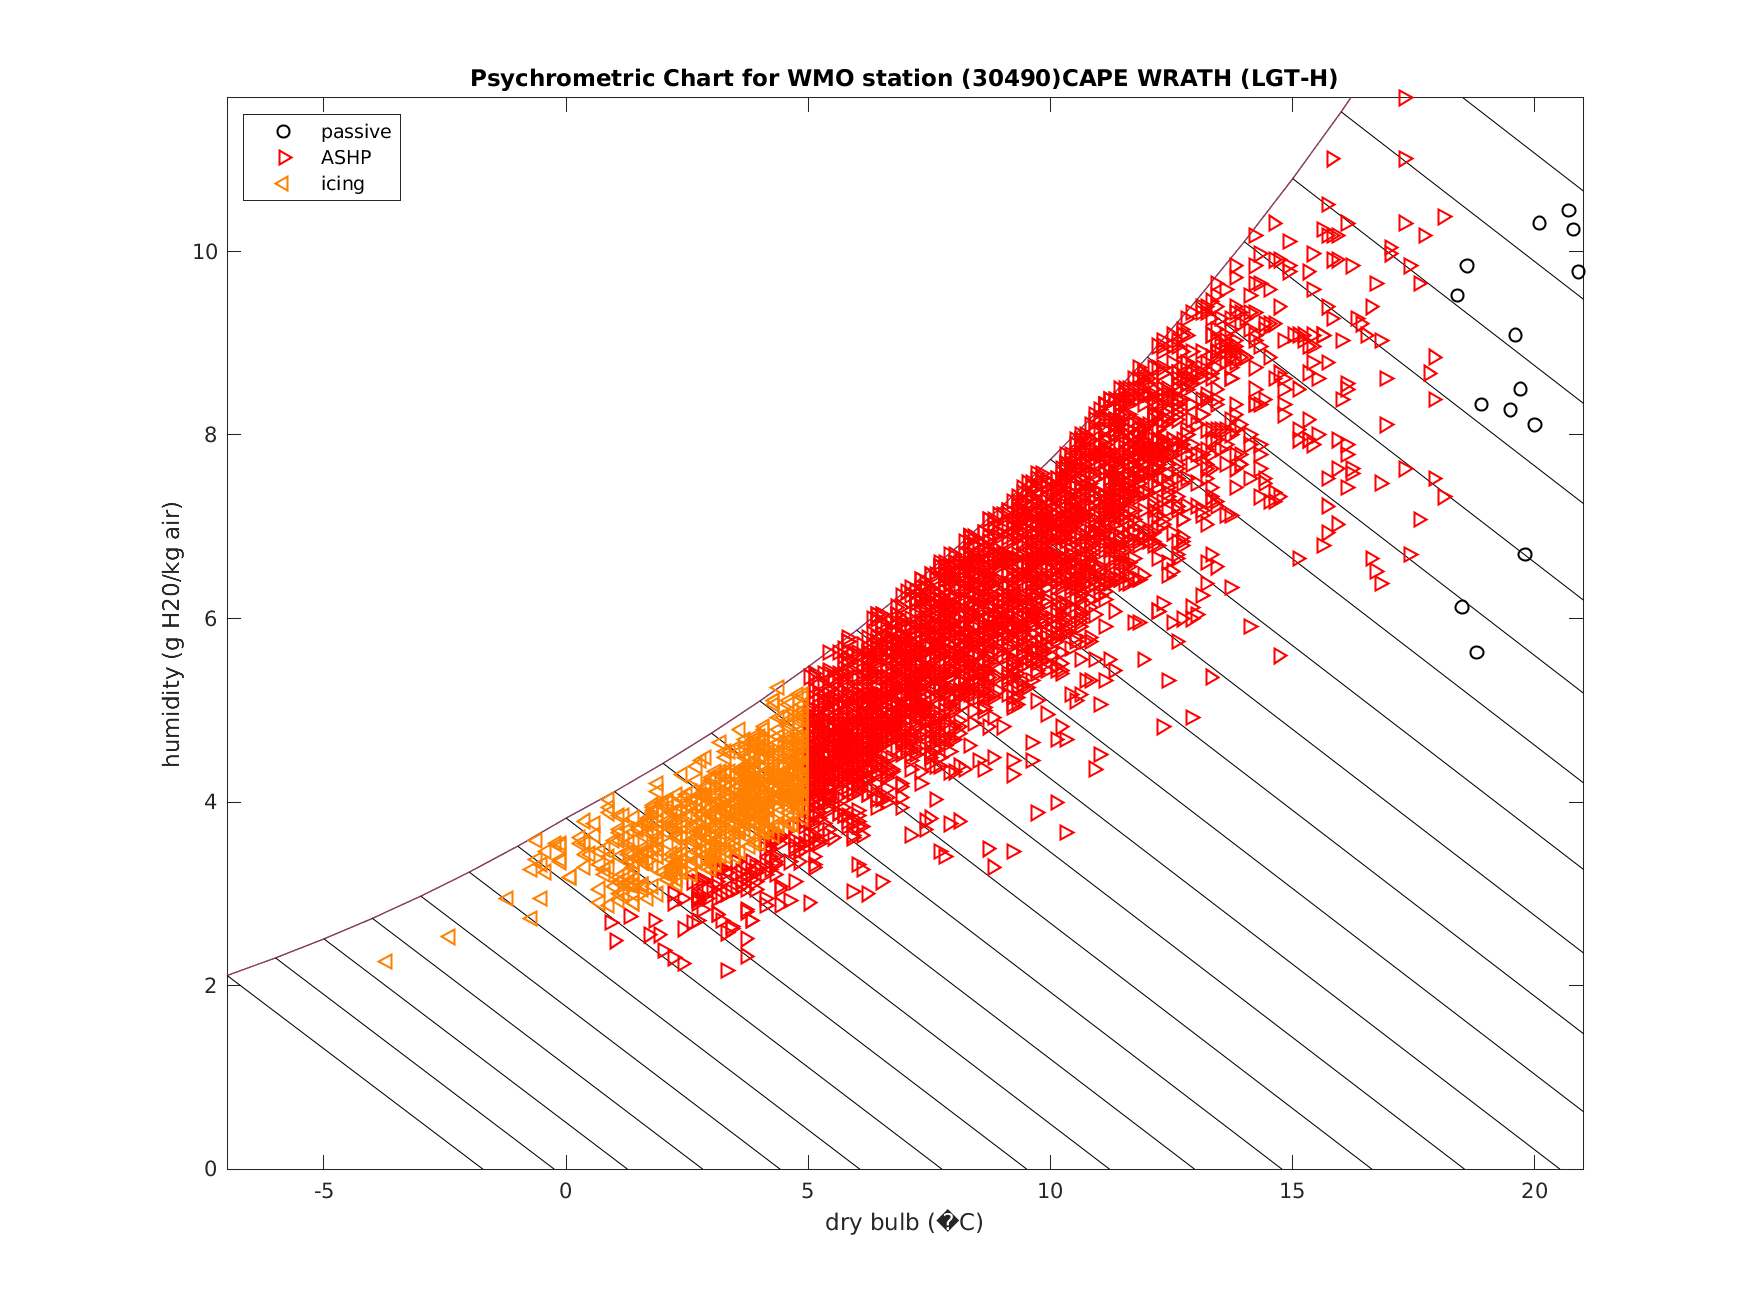 Psychrometric Chart for WMO station (30490)CAPE WRATH (LGT-H)
passive
ASHP
icing
humidity (g H20/kg air)
10
8
6
4
2
0
-5
0
5
10
15
20
dry bulb (�C)